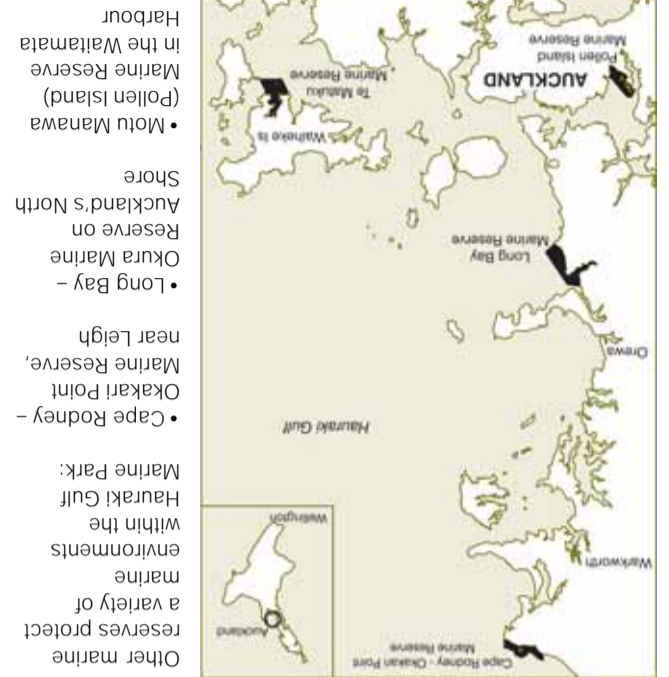 Other marine
reserves protect
a variety of
marine
environments
within the
Hauraki Gulf
Marine Park:
• Cape Rodney –
Okakari Point
Marine Reserve,
near Leigh
• Long Bay –
Okura Marine
Reserve on
Auckland's North
Shore
• Motu Manawa
(Pollen Island)
Marine Reserve
in the Waitamata
Harbour
Cape Rodney - Okakari Point
Marine Reserve
Auckland
Wellington
Warkworth
Hauraki Gulf
Orewa
Long Bay
Marine Reserve
Waiheke Is
Te Matuku
Marine Reserve
AUCKLAND
Pollen Island
Marine Reserve